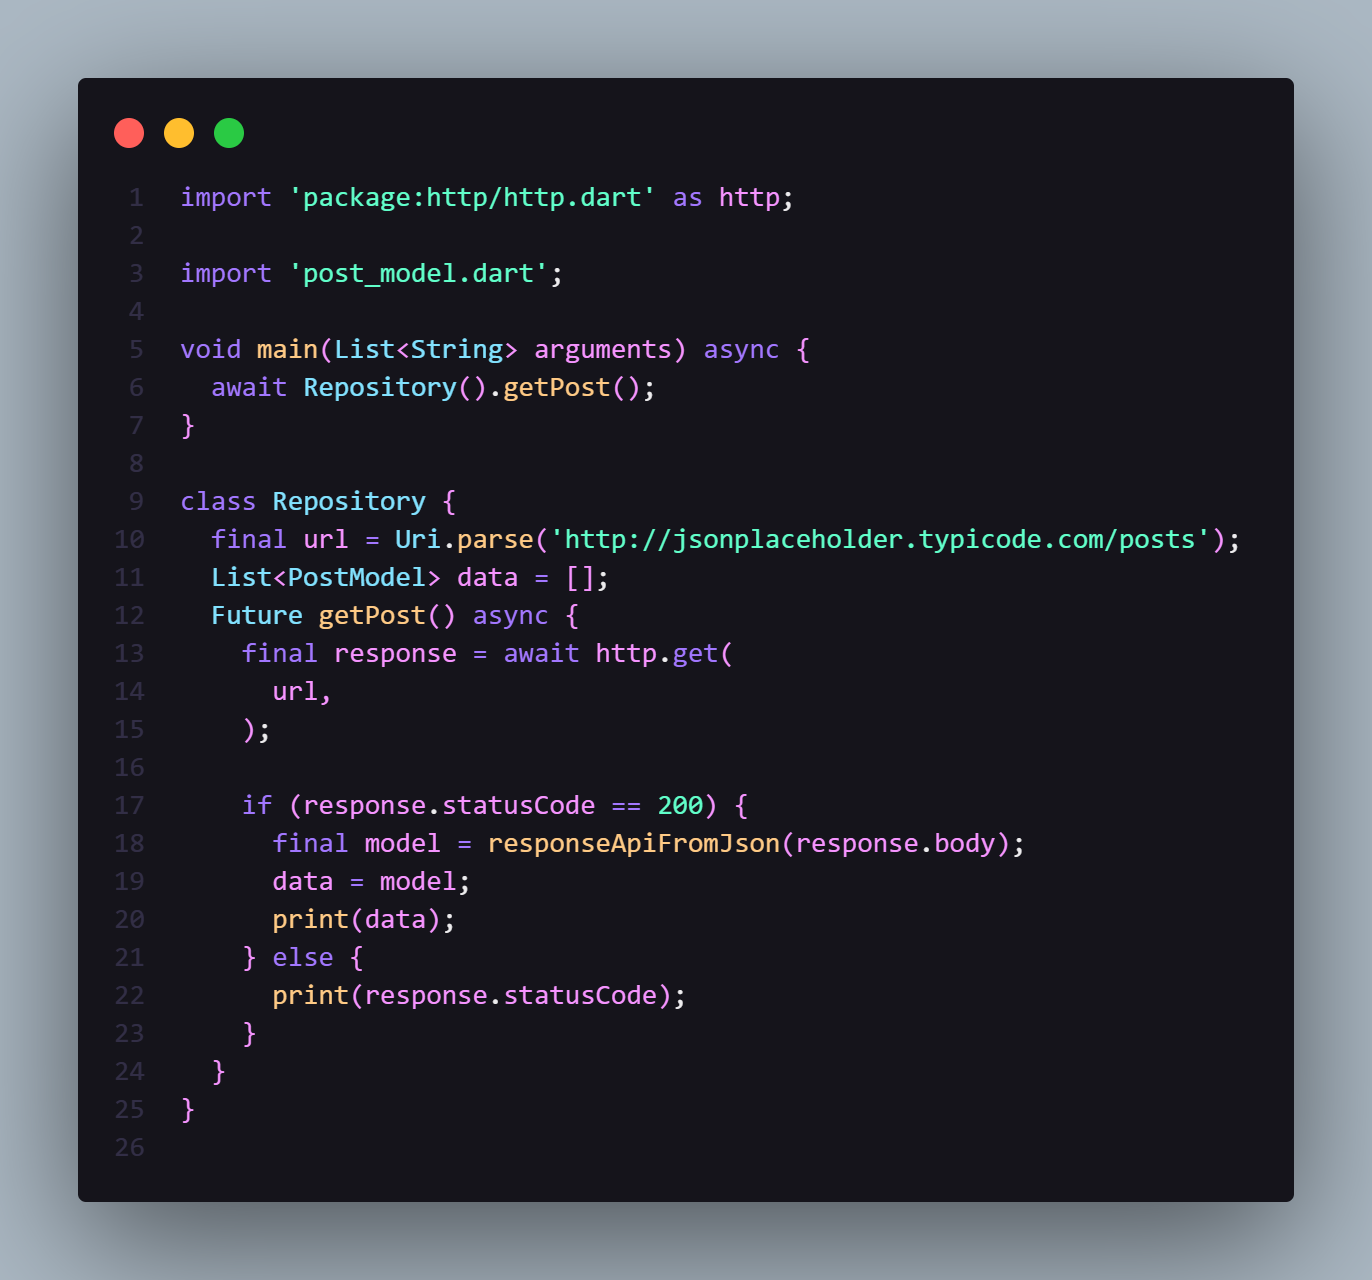 1 import 'package:http/http.dart' as http;
2
3 import 'post_model.dart';
4
5 void main(List<String> arguments) async {
6   await Repository().getPost();
7 }
8
9 class Repository {
10   final url = Uri.parse('http://jsonplaceholder.typicode.com/posts');
11   List<PostModel> data = [];
12   Future getPost() async {
13     final response = await http.get(
14       url,
15     );
16
17     if (response.statusCode == 200) {
18       final model = responseApiFromJson(response.body);
19       data = model;
20       print(data);
21     } else {
22       print(response.statusCode);
23     }
24   }
25 }
26